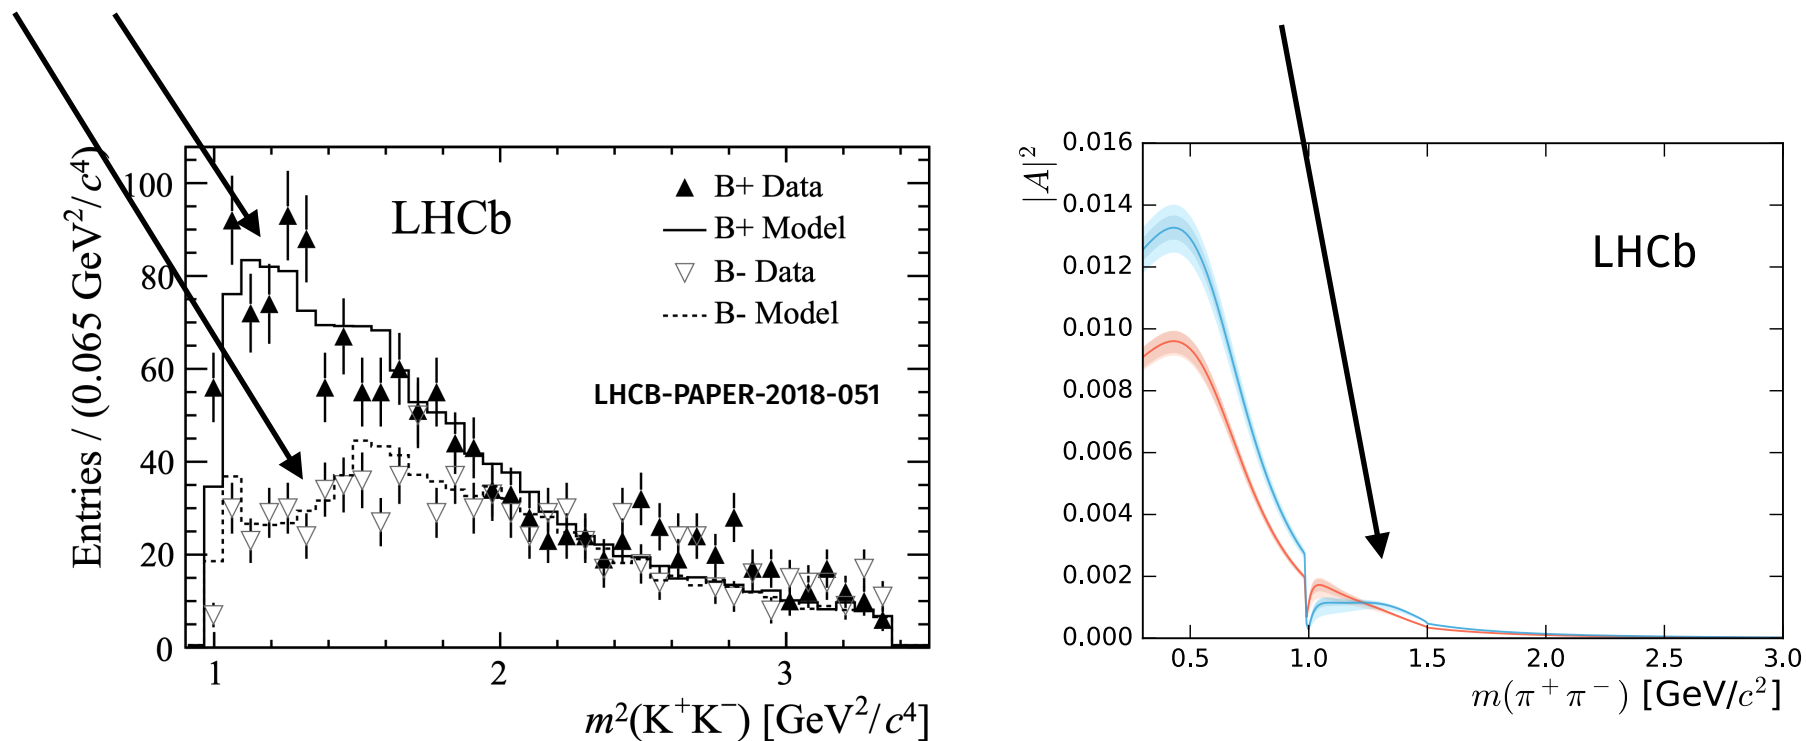 Entries / (0.065 GeV²/c⁴)
100
80
60
40
20
0
1
2
3
m²(K⁺K⁻) [GeV²/c⁴]
LHCb
B+ Data
B+ Model
B- Data
B- Model
LHCB-PAPER-2018-051
|A|²
0.016
0.014
0.012
0.010
0.008
0.006
0.004
0.002
0.000
0.5
1.0
1.5
2.0
2.5
3.0
m(π⁺π⁻) [GeV/c²]
LHCb